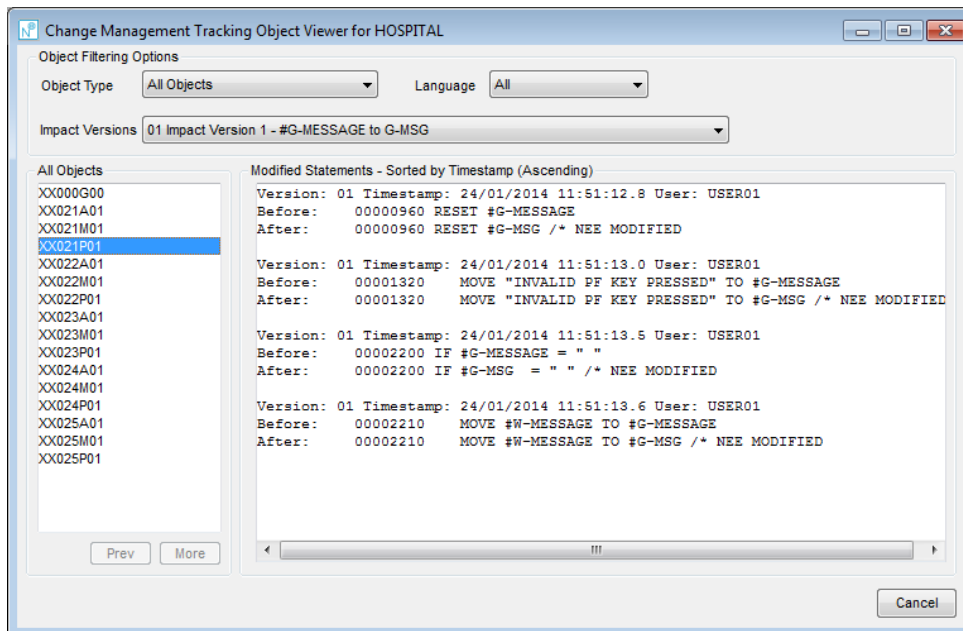 Change Management Tracking Object Viewer for HOSPITAL
Object Filtering Options
Object Type All Objects Language All
Impact Versions 01 Impact Version 1 - #G-MESSAGE to G-MSG
All Objects
XX000G00
XX021A01
XX021M01
XX021P01
XX022A01
XX022M01
XX022P01
XX023A01
XX023M01
XX023P01
XX024A01
XX024M01
XX024P01
XX025A01
XX025M01
XX025P01
Prev More
Modified Statements - Sorted by Timestamp (Ascending)
Version: 01 Timestamp: 24/01/2014 11:51:12.8 User: USER01
Before: 00000960 RESET #G-MESSAGE
After: 00000960 RESET #G-MSG /* NEE MODIFIED
Version: 01 Timestamp: 24/01/2014 11:51:13.0 User: USER01
Before: 00001320 MOVE "INVALID PF KEY PRESSED" TO #G-MESSAGE
After: 00001320 MOVE "INVALID PF KEY PRESSED" TO #G-MSG /* NEE MODIFIED
Version: 01 Timestamp: 24/01/2014 11:51:13.5 User: USER01
Before: 00002200 IF #G-MESSAGE = " "
After: 00002200 IF #G-MSG  = " " /* NEE MODIFIED
Version: 01 Timestamp: 24/01/2014 11:51:13.6 User: USER01
Before: 00002210 MOVE #W-MESSAGE TO #G-MESSAGE
After: 00002210 MOVE #W-MESSAGE TO #G-MSG /* NEE MODIFIED
Cancel